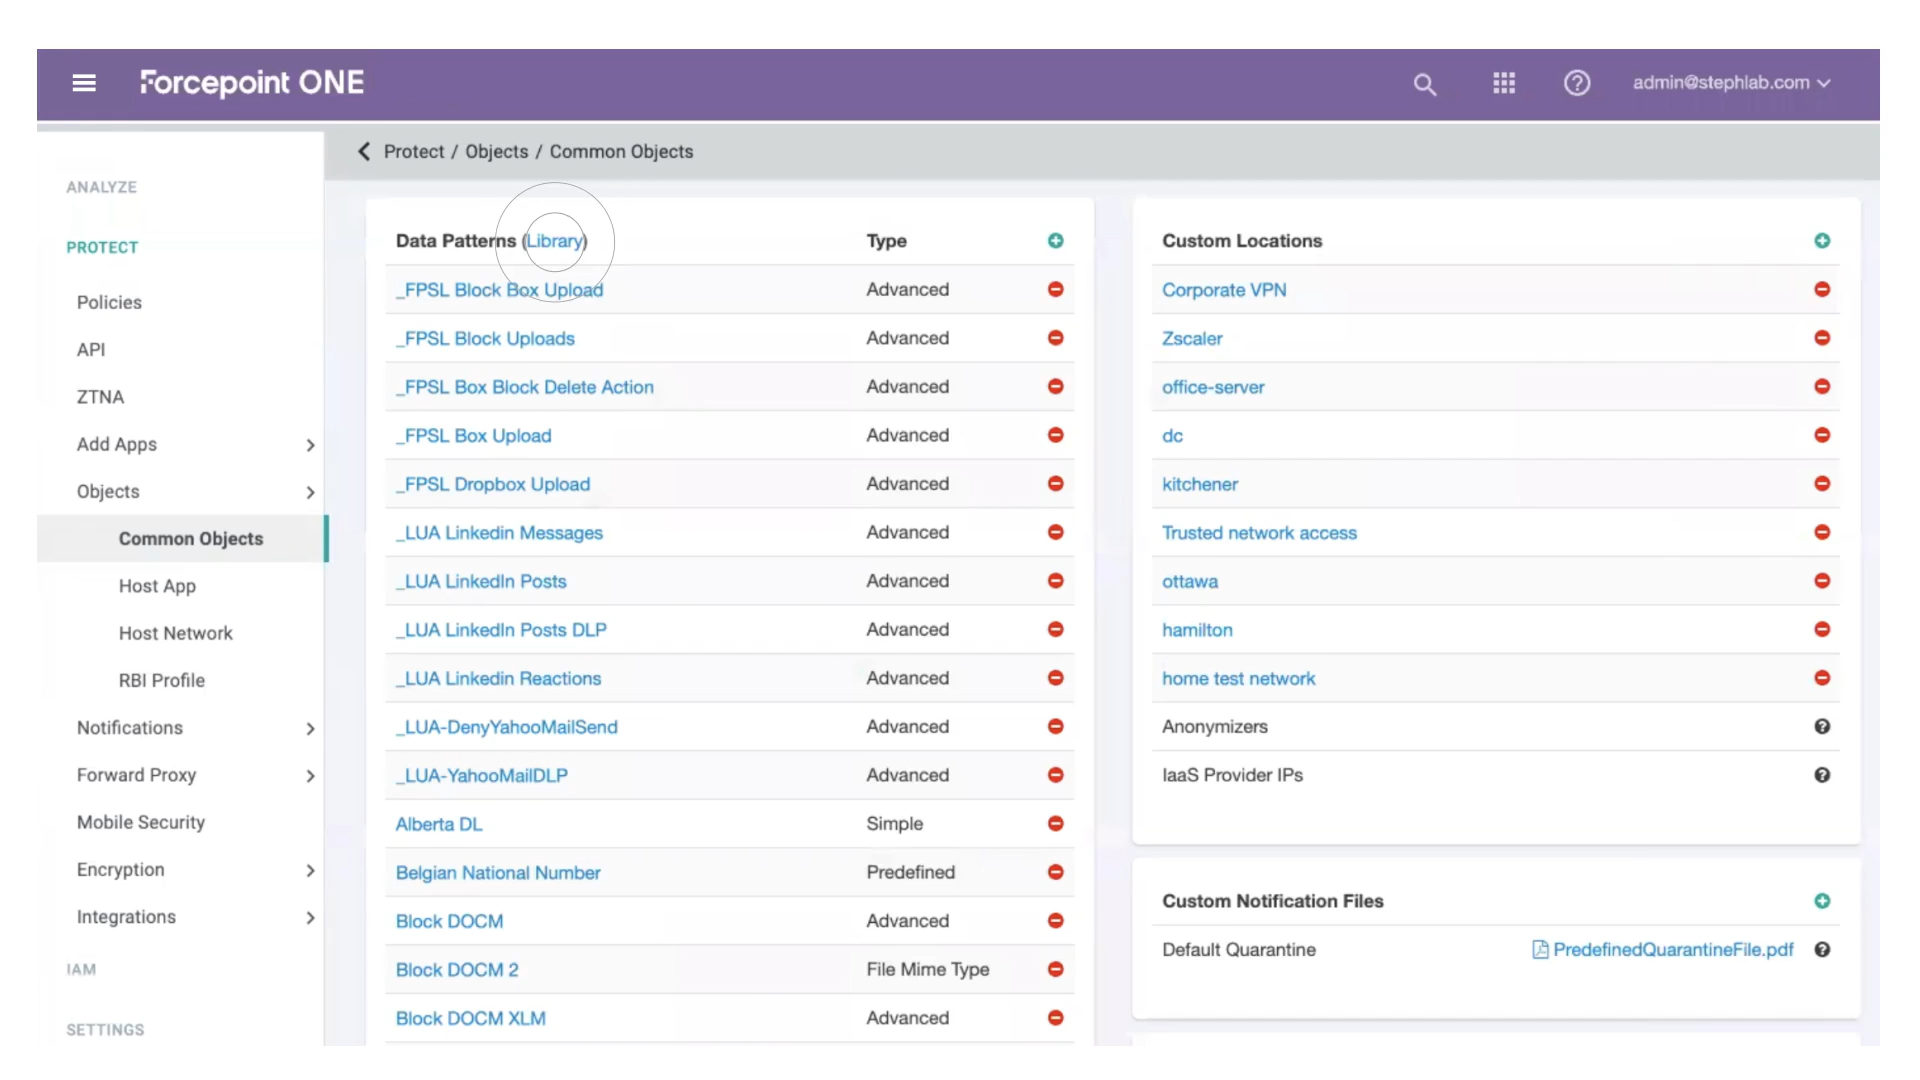 Forcepoint ONE
admin@stephlab.com
Protect / Objects / Common Objects
ANALYZE
PROTECT
Policies
API
ZTNA
Add Apps
Objects
Common Objects
Host App
Host Network
RBI Profile
Notifications
Forward Proxy
Mobile Security
Encryption
Integrations
IAM
SETTINGS
Data Patterns (Library) Type
_FPSL Block Box Upload Advanced
_FPSL Block Uploads Advanced
_FPSL Box Block Delete Action Advanced
_FPSL Box Upload Advanced
_FPSL Dropbox Upload Advanced
_LUA Linkedin Messages Advanced
_LUA LinkedIn Posts Advanced
_LUA LinkedIn Posts DLP Advanced
_LUA Linkedin Reactions Advanced
_LUA-DenyYahooMailSend Advanced
_LUA-YahooMailDLP Advanced
Alberta DL Simple
Belgian National Number Predefined
Block DOCM Advanced
Block DOCM 2 File Mime Type
Block DOCM XLM Advanced
Custom Locations
Corporate VPN
Zscaler
office-server
dc
kitchener
Trusted network access
ottawa
hamilton
home test network
Anonymizers
IaaS Provider IPs
Custom Notification Files
Default Quarantine PredefinedQuarantineFile.pdf